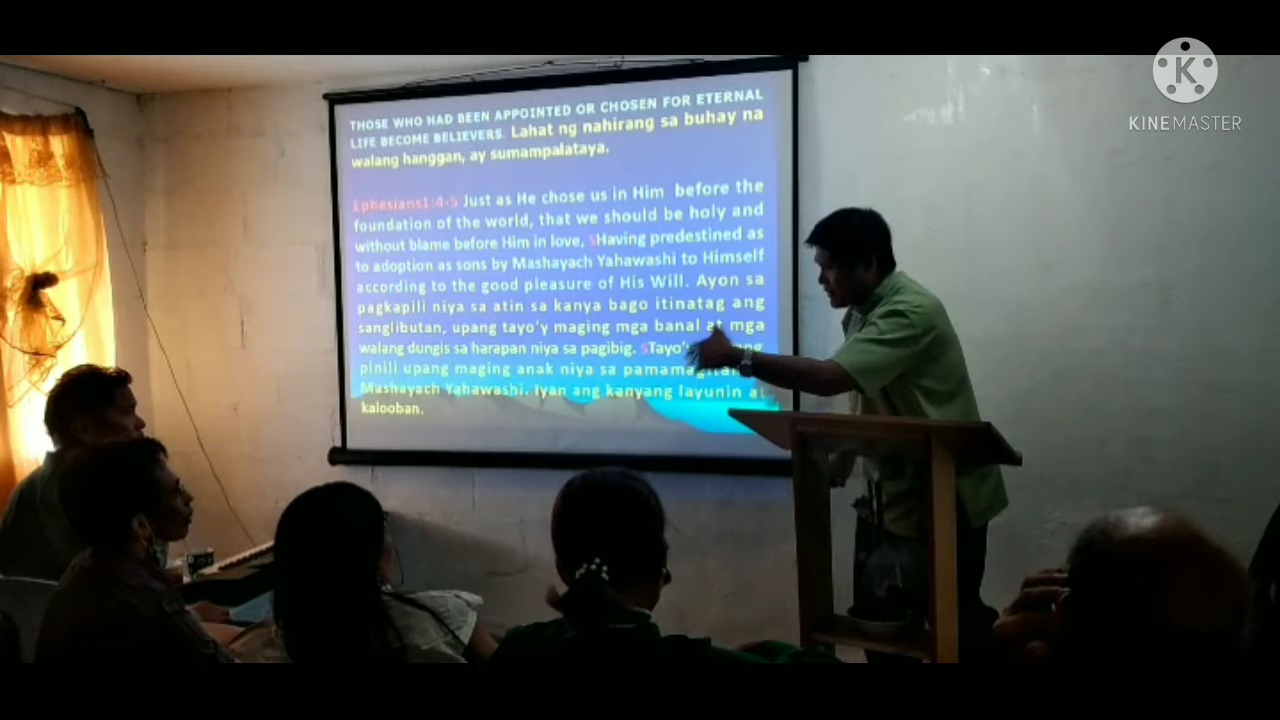 THOSE WHO HAD BEEN APPOINTED OR CHOSEN FOR ETERNAL
LIFE BECOME BELIEVERS. Lahat ng nahirang sa buhay na
walang hanggan, ay sumampalataya.
Ephesians1:4-5 Just as He chose us in Him before the
foundation of the world, that we should be holy and
without blame before Him in love, 5Having predestined as
to adoption as sons by Mashayach Yahawashi to Himself
according to the good pleasure of His Will. Ayon sa
pagkapili niya sa atin sa kanya bago itinatag ang
sanglibutan, upang tayo'y maging mga banal at mga
walang dungis sa harapan niya sa pagibig. 5Tayo'y
pinili upang maging anak niya sa
Mashayach Yahawashi. Iyan ang kanyang layunin at
kalooban.
K
KINEMASTER